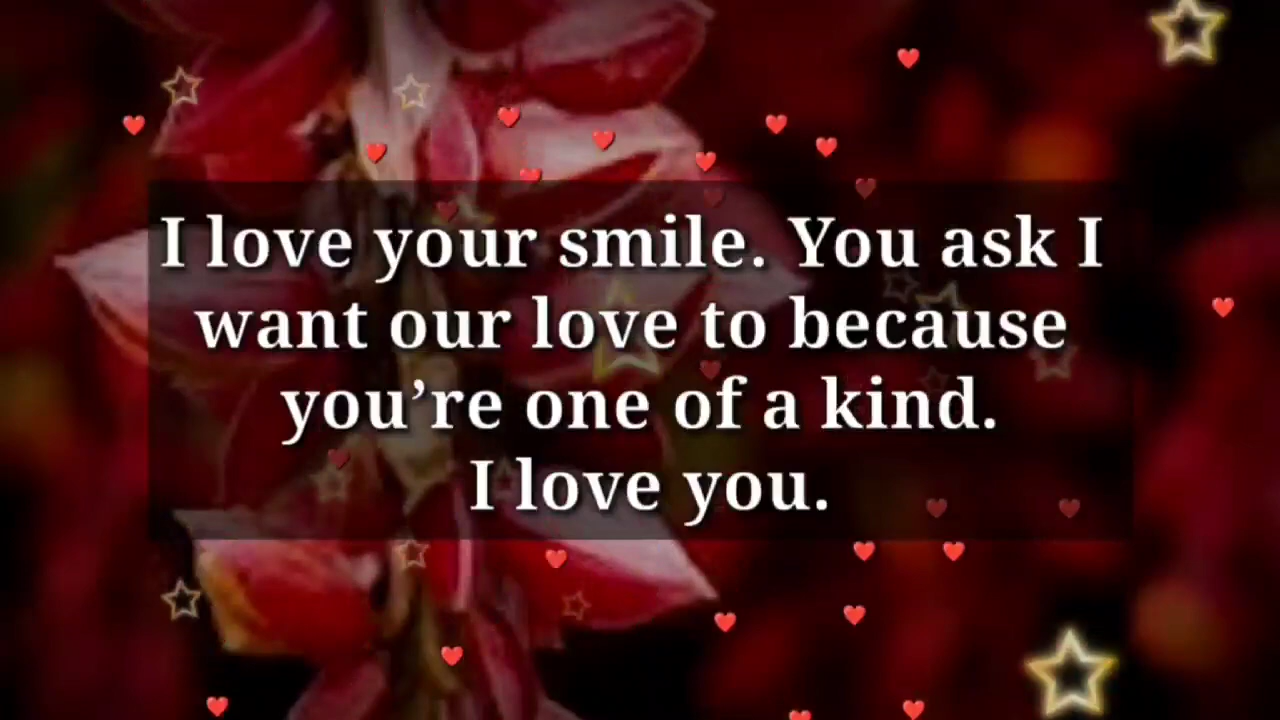 I love your smile. You ask I
want our love to because
you’re one of a kind.
I love you.